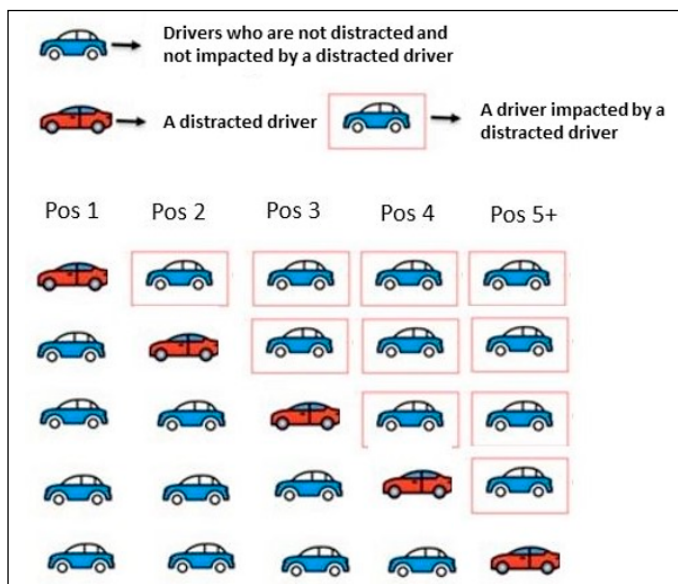 Drivers who are not distracted and
not impacted by a distracted driver
A distracted driver
A driver impacted by a
distracted driver
Pos 1 Pos 2 Pos 3 Pos 4 Pos 5+